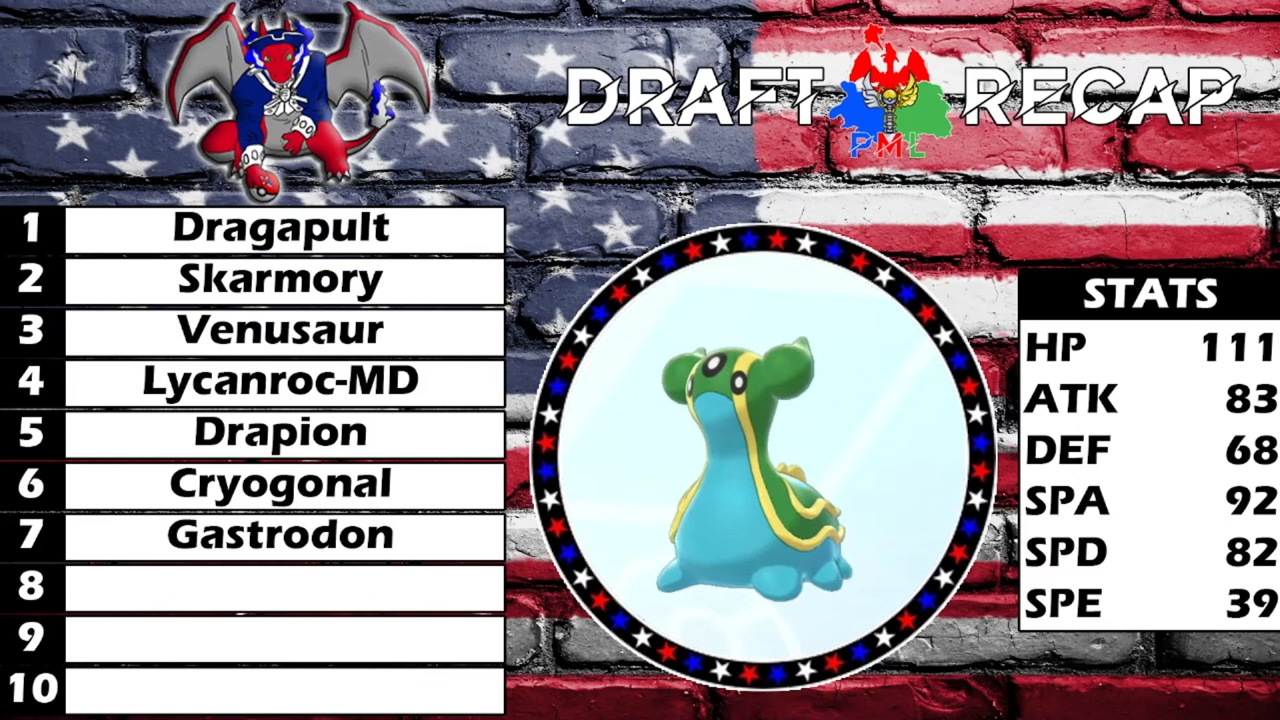 DRAFT PML RECAP
1 Dragapult
2 Skarmory
3 Venusaur
4 Lycanroc-MD
5 Drapion
6 Cryogonal
7 Gastrodon
8
9
10
STATS
HP 111
ATK 83
DEF 68
SPA 92
SPD 82
SPE 39